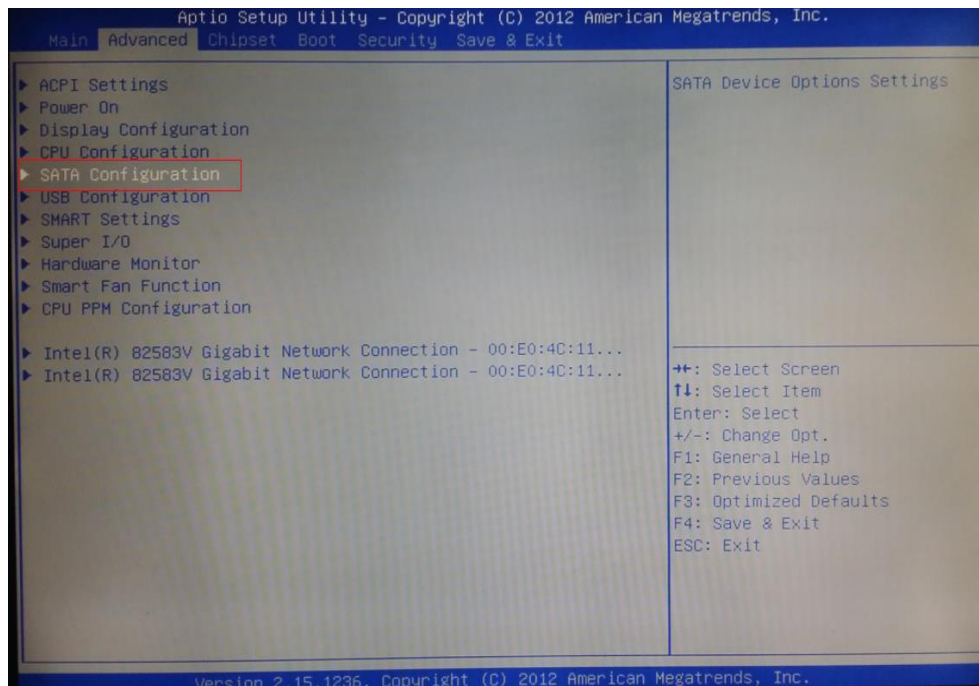 Aptio Setup Utility – Copyright (C) 2012 American Megatrends, Inc.
Main Advanced Chipset Boot Security Save & Exit
▶ ACPI Settings
▶ Power On
▶ Display Configuration
▶ CPU Configuration
▶ SATA Configuration
▶ USB Configuration
▶ SMART Settings
▶ Super I/O
▶ Hardware Monitor
▶ Smart Fan Function
▶ CPU PPM Configuration
▶ Intel(R) 82583V Gigabit Network Connection - 00:E0:4C:11...
▶ Intel(R) 82583V Gigabit Network Connection - 00:E0:4C:11...
SATA Device Options Settings
→←: Select Screen
↑↓: Select Item
Enter: Select
+/-: Change Opt.
F1: General Help
F2: Previous Values
F3: Optimized Defaults
F4: Save & Exit
ESC: Exit
Version 2.15.1236. Copyright (C) 2012 American Megatrends, Inc.